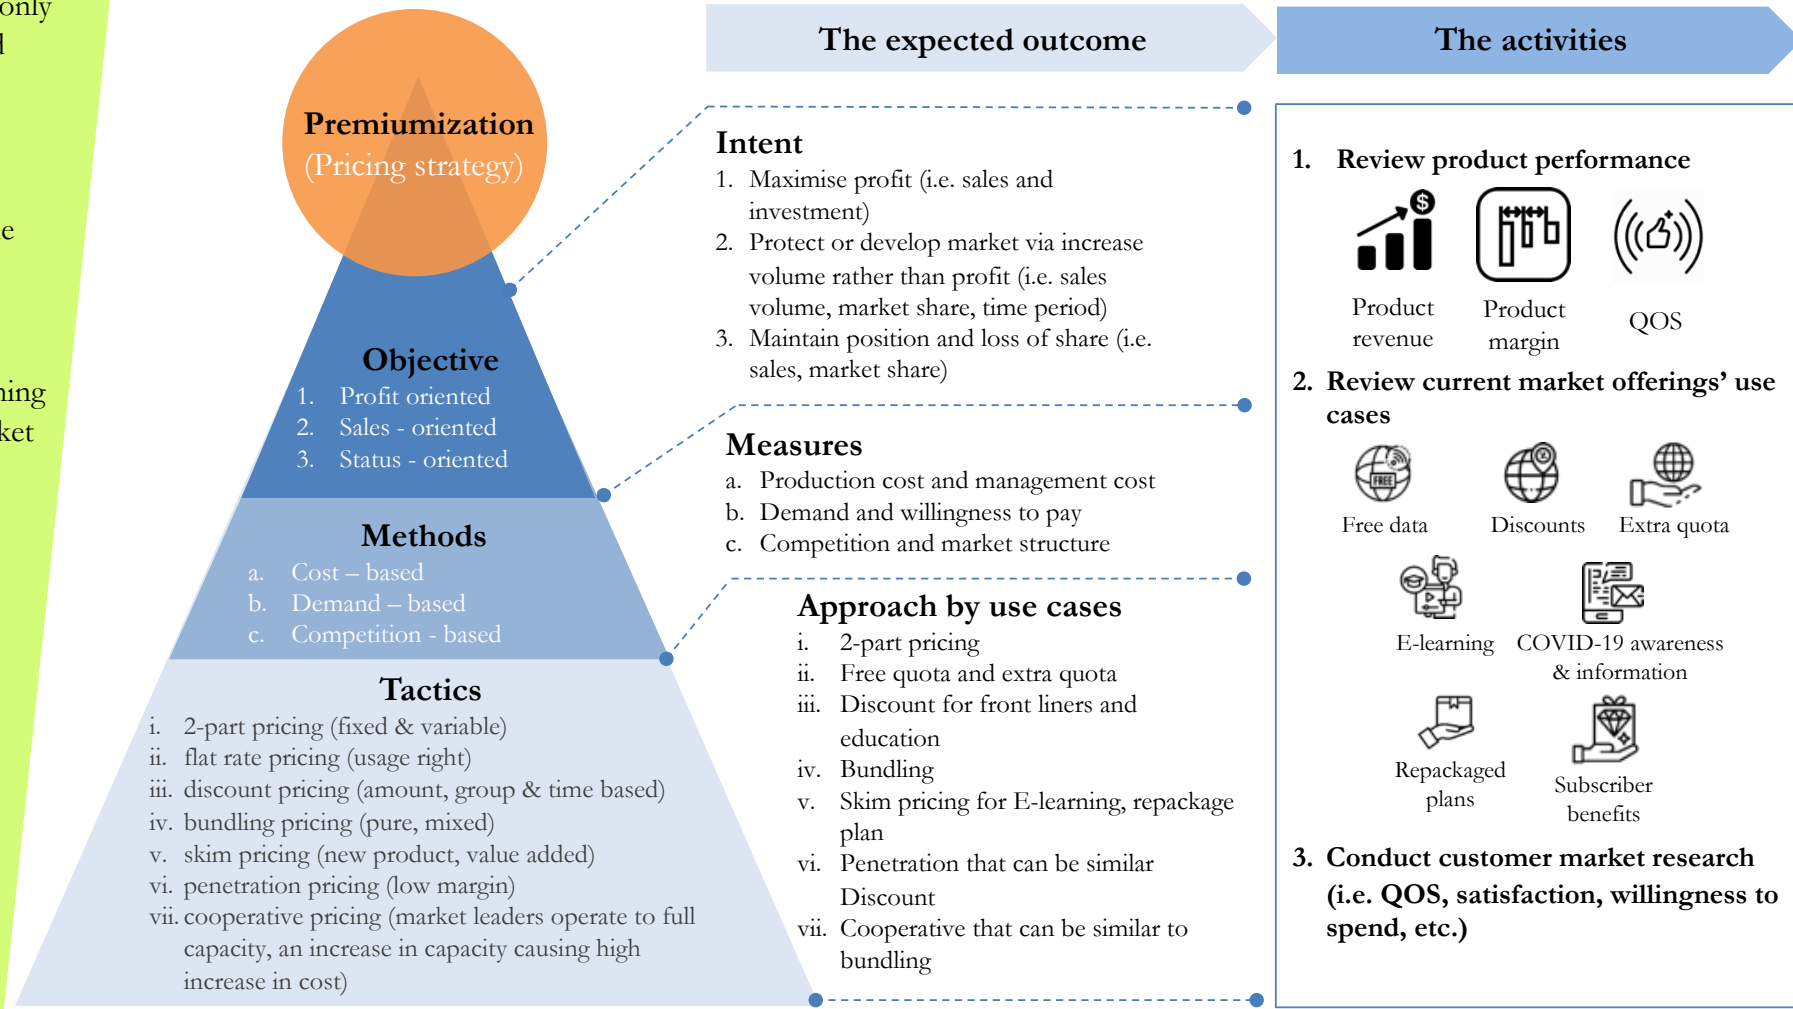 only
Premiumization
(Pricing strategy)
Objective
1. Profit oriented
2. Sales - oriented
3. Status - oriented
Methods
a. Cost – based
b. Demand – based
c. Competition - based
Tactics
i. 2-part pricing (fixed & variable)
ii. flat rate pricing (usage right)
iii. discount pricing (amount, group & time based)
iv. bundling pricing (pure, mixed)
v. skim pricing (new product, value added)
vi. penetration pricing (low margin)
vii. cooperative pricing (market leaders operate to full
capacity, an increase in capacity causing high
increase in cost)
The expected outcome
Intent
1. Maximise profit (i.e. sales and
investment)
2. Protect or develop market via increase
volume rather than profit (i.e. sales
volume, market share, time period)
3. Maintain position and loss of share (i.e.
sales, market share)
Measures
a. Production cost and management cost
b. Demand and willingness to pay
c. Competition and market structure
Approach by use cases
i. 2-part pricing
ii. Free quota and extra quota
iii. Discount for front liners and
education
iv. Bundling
v. Skim pricing for E-learning, repackage
plan
vi. Penetration that can be similar
Discount
vii. Cooperative that can be similar to
bundling
The activities
1. Review product performance
$
Product
revenue
Product
margin
QOS
2. Review current market offerings’ use
cases
FREE
Free data
Discounts
Extra quota
E-learning
COVID-19 awareness
& information
Repackaged
plans
Subscriber
benefits
3. Conduct customer market research
(i.e. QOS, satisfaction, willingness to
spend, etc.)